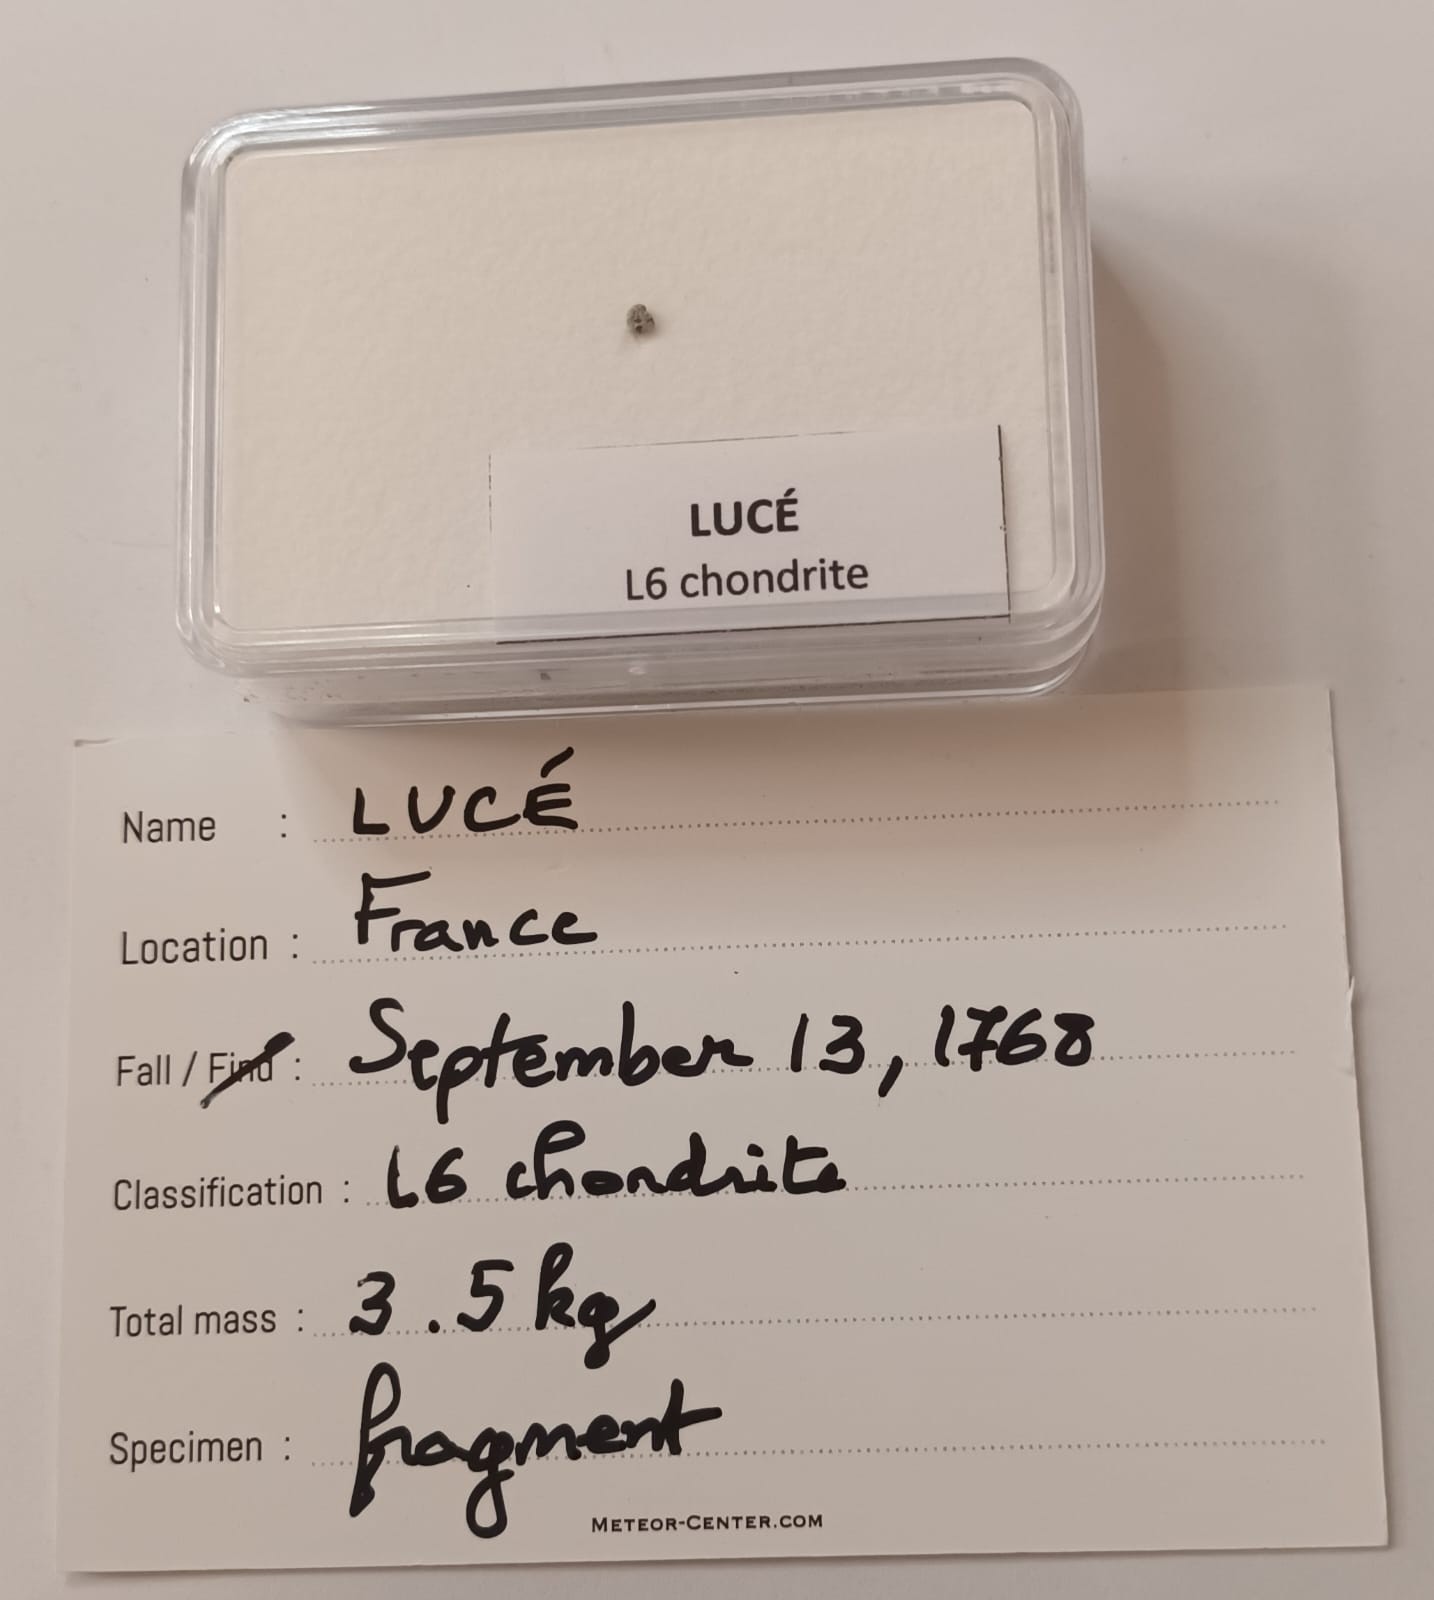 LUCÉ
L6 chondrite
Name : LUCÉ
Location : France
Fall / Find : September 13, 1768
Classification : L6 chondrite
Total mass : 3.5 kg
Specimen : fragment
METEOR-CENTER.COM